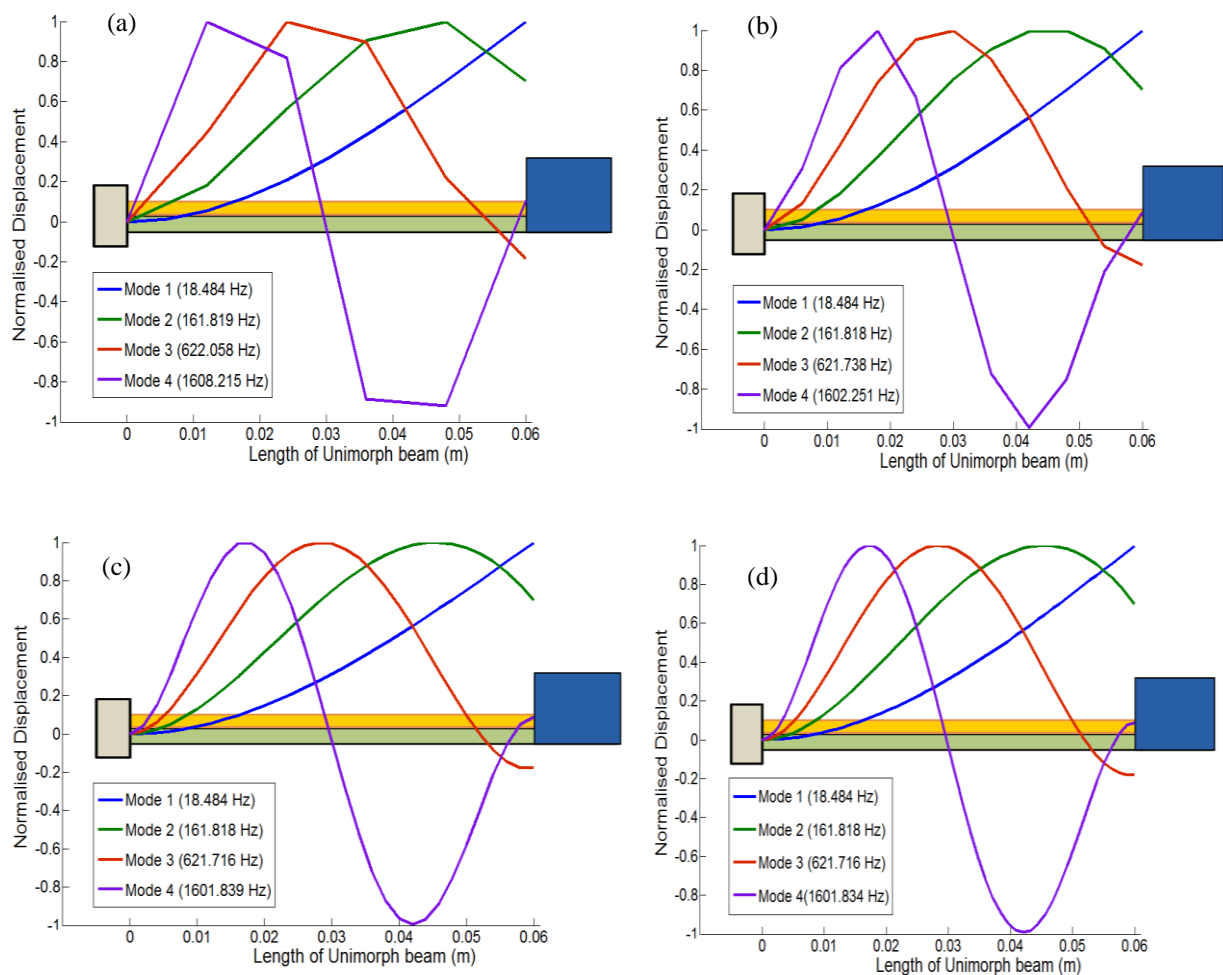 (a)
Normalised Displacement
1
0.8
0.6
0.4
0.2
0
-0.2
-0.4
-0.6
-0.8
-1
Mode 1 (18.484 Hz)
Mode 2 (161.819 Hz)
Mode 3 (622.058 Hz)
Mode 4 (1608.215 Hz)
0 0.01 0.02 0.03 0.04 0.05 0.06
Length of Unimorph beam (m)
(b)
Normalised Displacement
1
0.8
0.6
0.4
0.2
0
-0.2
-0.4
-0.6
-0.8
-1
Mode 1 (18.484 Hz)
Mode 2 (161.818 Hz)
Mode 3 (621.738 Hz)
Mode 4 (1602.251 Hz)
0 0.01 0.02 0.03 0.04 0.05 0.06
Length of Unimorph beam (m)
(c)
Normalised Displacement
1
0.8
0.6
0.4
0.2
0
-0.2
-0.4
-0.6
-0.8
-1
Mode 1 (18.484 Hz)
Mode 2 (161.818 Hz)
Mode 3 (621.716 Hz)
Mode 4 (1601.839 Hz)
0 0.01 0.02 0.03 0.04 0.05 0.06
Length of Unimorph beam (m)
(d)
Normalised Displacement
1
0.8
0.6
0.4
0.2
0
-0.2
-0.4
-0.6
-0.8
-1
Mode 1 (18.484 Hz)
Mode 2 (161.818 Hz)
Mode 3 (621.716 Hz)
Mode 4(1601.834 Hz)
0 0.01 0.02 0.03 0.04 0.05 0.06
Length of Unimorph beam (m)